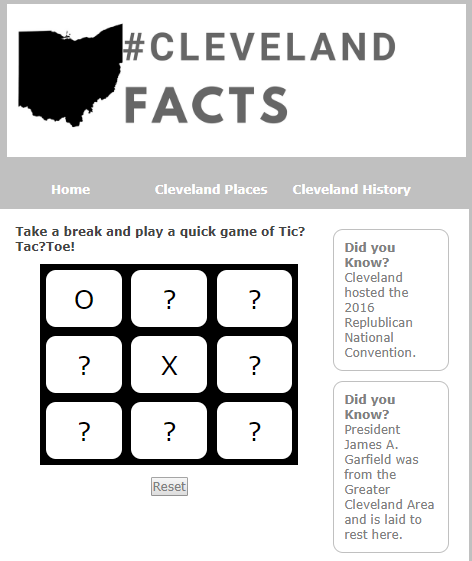 #CLEVELAND
FACTS
Home Cleveland Places Cleveland History
Take a break and play a quick game of Tic?
Tac?Toe!
O ? ?
? X ?
? ? ?
Reset
Did you
Know?
Cleveland
hosted the
2016
Replublican
National
Convention.
Did you
Know?
President
James A.
Garfield was
from the
Greater
Cleveland Area
and is laid to
rest here.